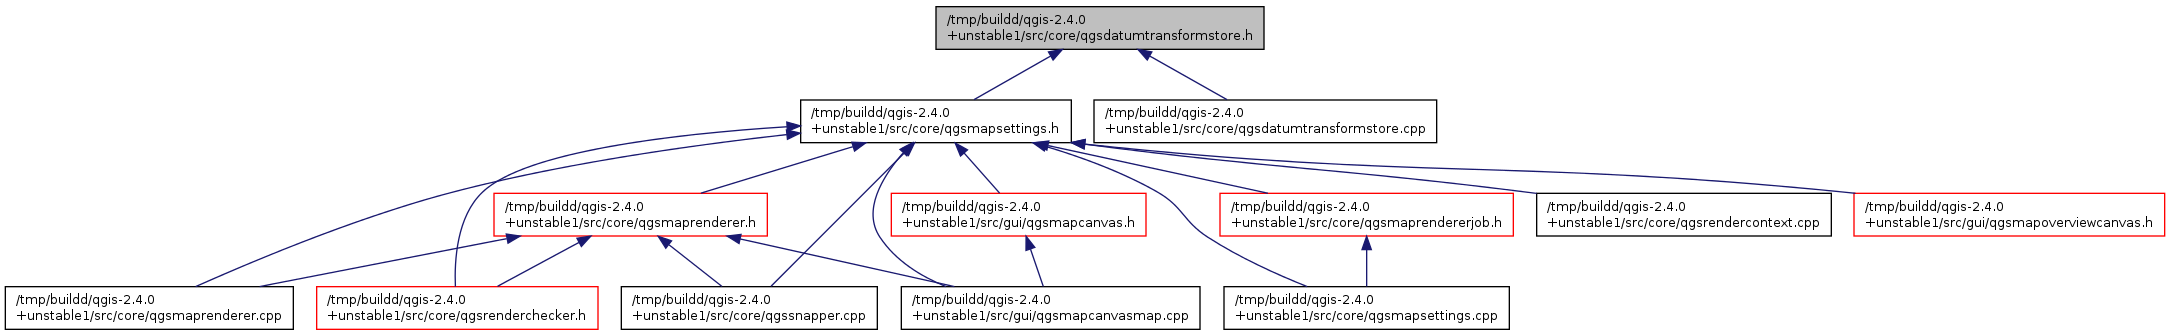 /tmp/buildd/qgis-2.4.0
+unstable1/src/core/qgsdatumtransformstore.h
/tmp/buildd/qgis-2.4.0
+unstable1/src/core/qgsmapsettings.h
/tmp/buildd/qgis-2.4.0
+unstable1/src/core/qgsdatumtransformstore.cpp
/tmp/buildd/qgis-2.4.0
+unstable1/src/core/qgsmaprenderer.h
/tmp/buildd/qgis-2.4.0
+unstable1/src/gui/qgsmapcanvas.h
/tmp/buildd/qgis-2.4.0
+unstable1/src/core/qgsmaprendererjob.h
/tmp/buildd/qgis-2.4.0
+unstable1/src/core/qgsrendercontext.cpp
/tmp/buildd/qgis-2.4.0
+unstable1/src/gui/qgsmapoverviewcanvas.h
/tmp/buildd/qgis-2.4.0
+unstable1/src/core/qgsmaprenderer.cpp
/tmp/buildd/qgis-2.4.0
+unstable1/src/core/qgsrenderchecker.h
/tmp/buildd/qgis-2.4.0
+unstable1/src/core/qgssnapper.cpp
/tmp/buildd/qgis-2.4.0
+unstable1/src/gui/qgsmapcanvasmap.cpp
/tmp/buildd/qgis-2.4.0
+unstable1/src/core/qgsmapsettings.cpp